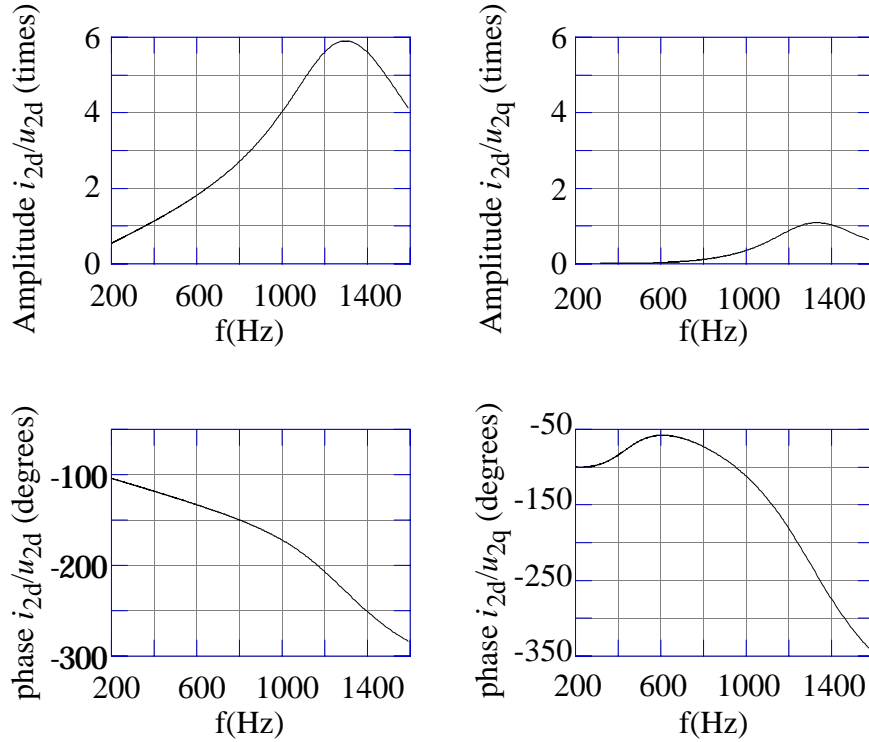 Amplitude i2d/u2d (times)
6
4
2
0
200 600 1000 1400
f(Hz)
Amplitude i2d/u2q (times)
6
4
2
0
200 600 1000 1400
f(Hz)
phase i2d/u2d (degrees)
-100
-200
-300
200 600 1000 1400
f(Hz)
phase i2d/u2q (degrees)
-50
-150
-250
-350
200 600 1000 1400
f(Hz)